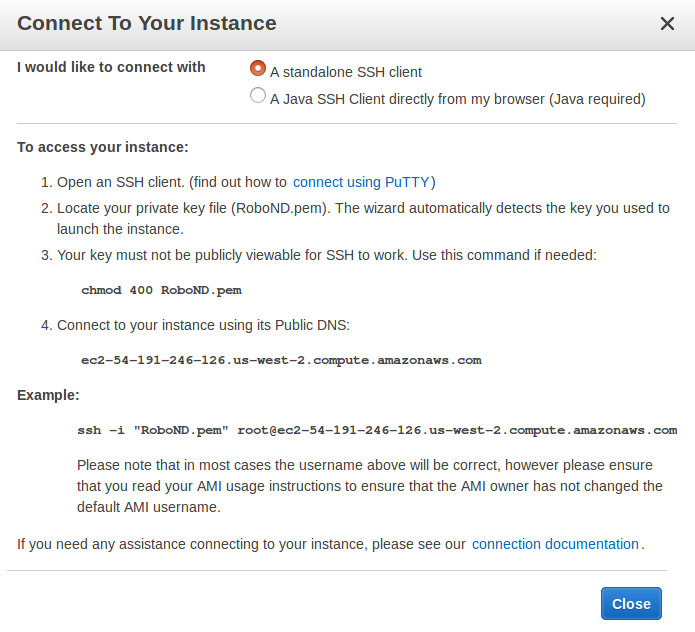 Connect To Your Instance
I would like to connect with
A standalone SSH client
A Java SSH Client directly from my browser (Java required)
To access your instance:
1. Open an SSH client. (find out how to connect using PuTTY)
2. Locate your private key file (RoboND.pem). The wizard automatically detects the key you used to
launch the instance.
3. Your key must not be publicly viewable for SSH to work. Use this command if needed:
chmod 400 RoboND.pem
4. Connect to your instance using its Public DNS:
ec2-54-191-246-126.us-west-2.compute.amazonaws.com
Example:
ssh -i "RoboND.pem" root@ec2-54-191-246-126.us-west-2.compute.amazonaws.com
Please note that in most cases the username above will be correct, however please ensure
that you read your AMI usage instructions to ensure that the AMI owner has not changed the
default AMI username.
If you need any assistance connecting to your instance, please see our connection documentation.
Close